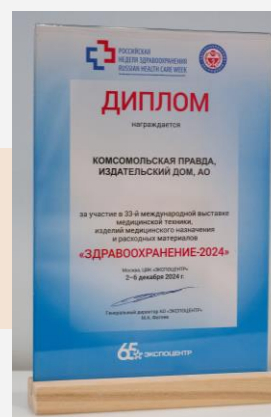 РОССИЙСКАЯ
НЕДЕЛЯ ЗДРАВООХРАНЕНИЯ
RUSSIAN HEALTH CARE WEEK
ДИПЛОМ
награждается
КОМСОМОЛЬСКАЯ ПРАВДА,
ИЗДАТЕЛЬСКИЙ ДОМ, АО
за участие в 33-й международной выставке
медицинской техники,
изделий медицинского назначения
и расходных материалов
«ЗДРАВООХРАНЕНИЕ-2024»
Москва, ЦВК «ЭКСПОЦЕНТР»
2–6 декабря 2024 г.
Генеральный директор АО «ЭКСПОЦЕНТР»
65 ЭКСПОЦЕНТР